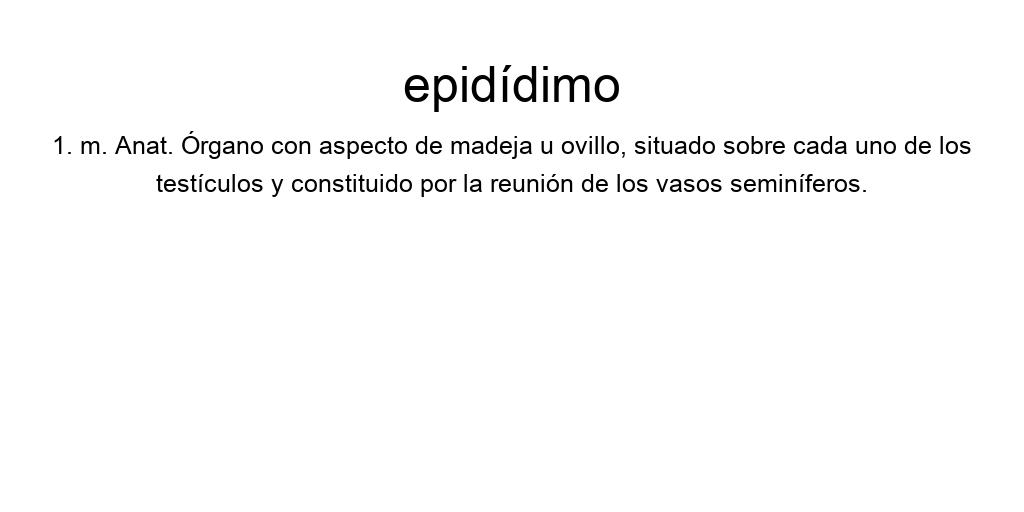 epidídimo
1. m. Anat. Órgano con aspecto de madeja u ovillo, situado sobre cada uno de los
testículos y constituido por la reunión de los vasos seminíferos.